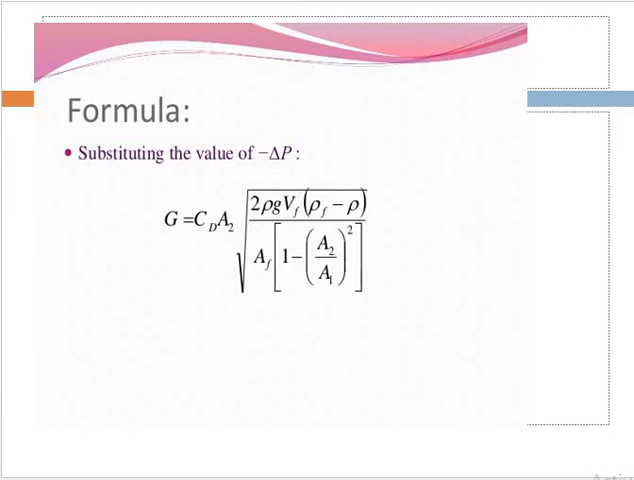 Formula:
• Substituting the value of −ΔP :
G =C_D A_2 √(2ρgV_f (ρ_f − ρ) / A_f [1−(A_2/A_1)^2])